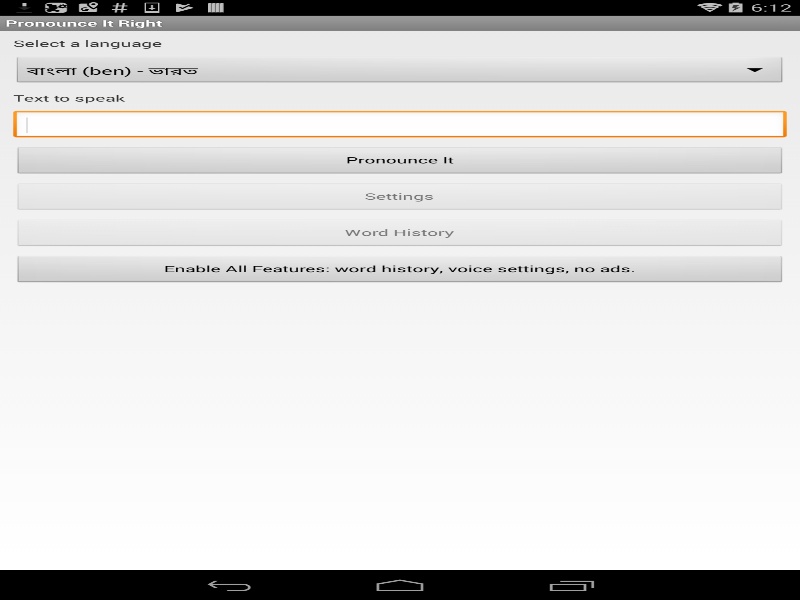 6:12
Pronounce It Right
Select a language
বাংলা (ben) - ভারত
Text to speak
Pronounce It
Settings
Word History
Enable All Features: word history, voice settings, no ads.